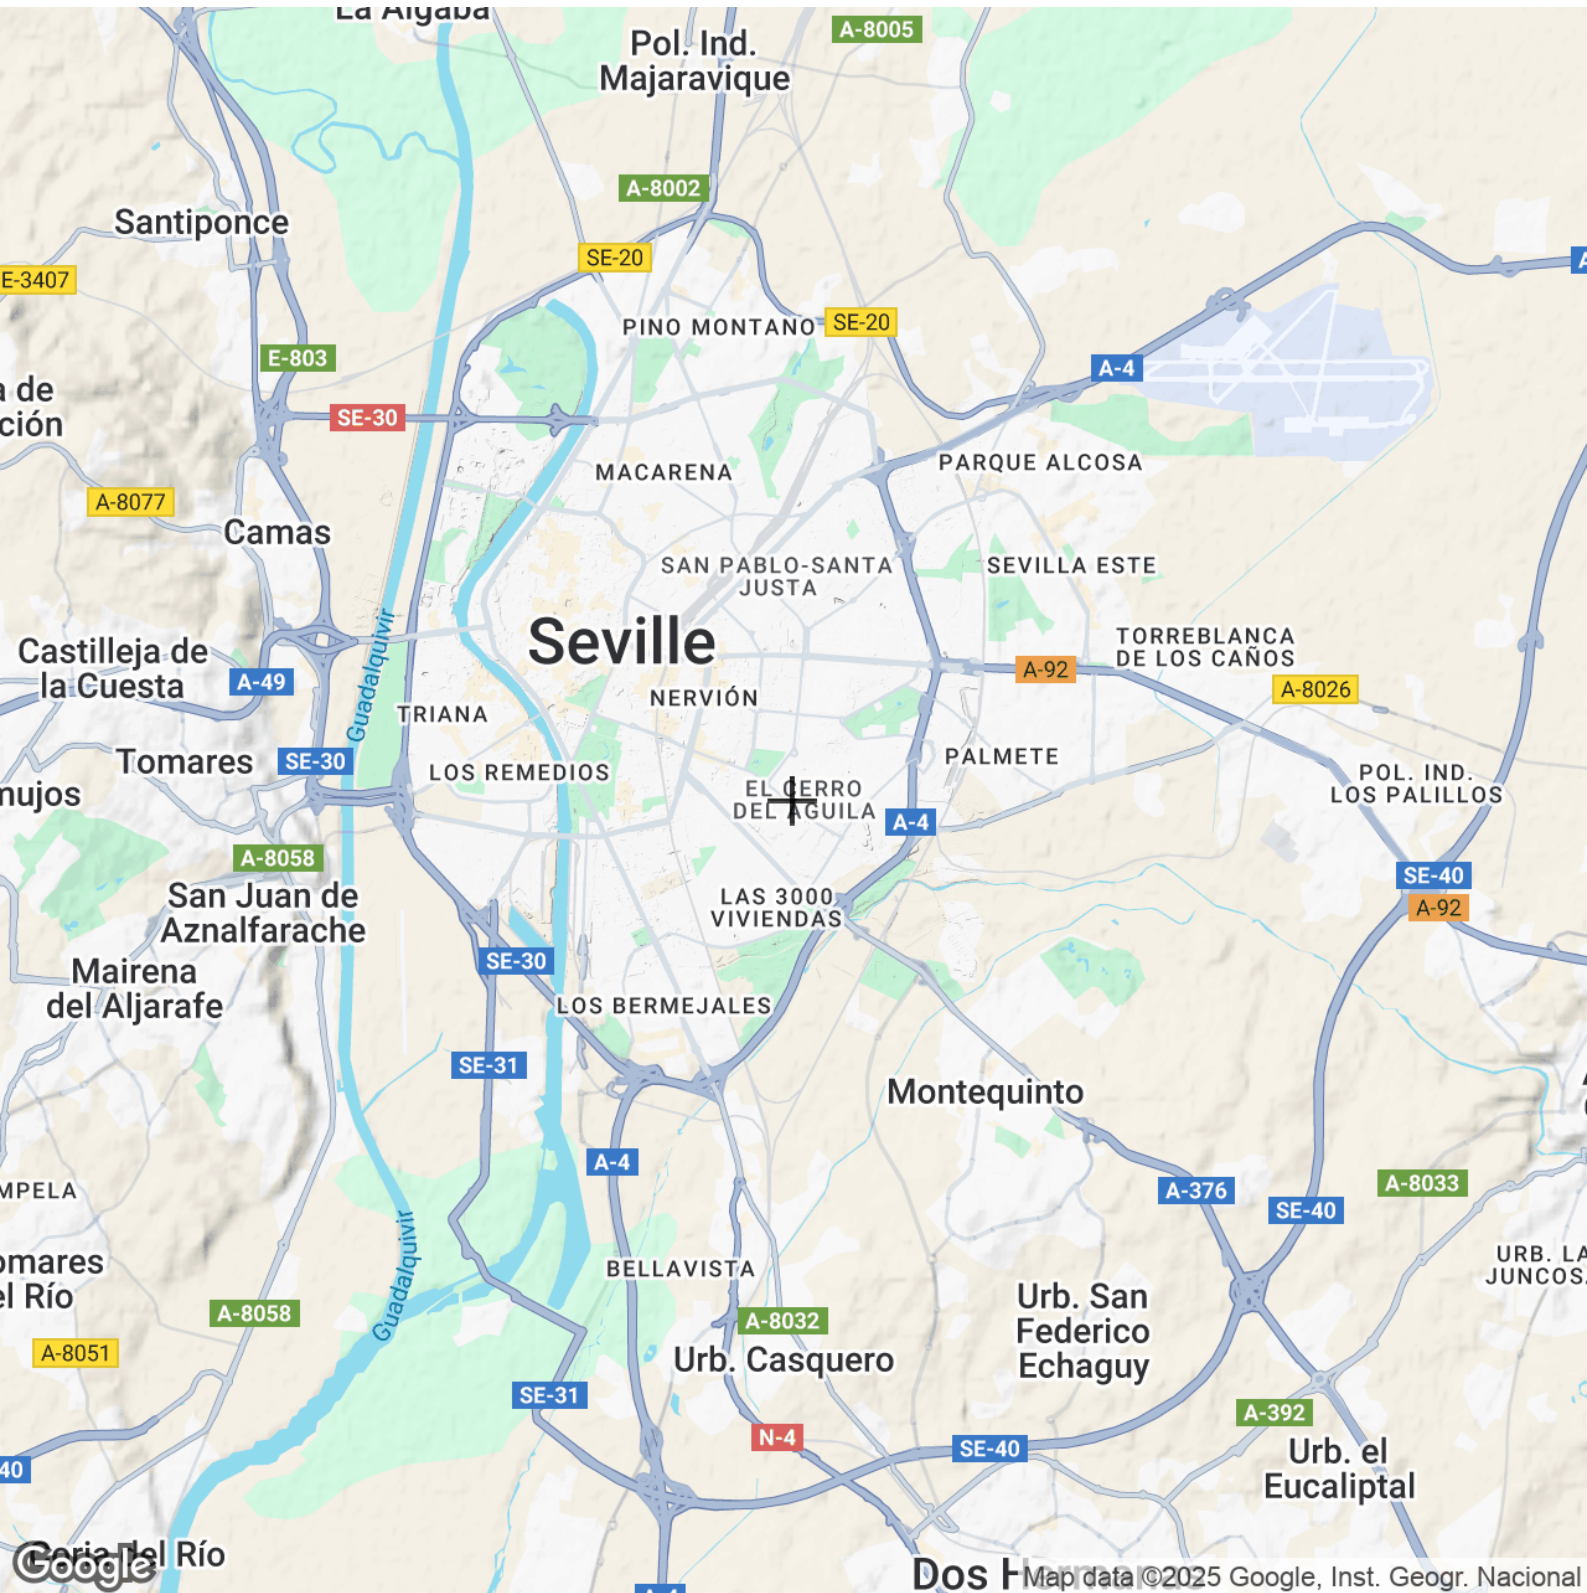 La Algaba
A-8005
Pol. Ind.
Majaravique
A-8002
Santiponce
SE-20
E-3407
PINO MONTANO
SE-20
E-803
A-4
SE-30
MACARENA
PARQUE ALCOSA
A-8077
Camas
SAN PABLO-SANTA
JUSTA
SEVILLA ESTE
Guadalquivir
Seville
TORREBLANCA
DE LOS CAÑOS
Castilleja de
la Cuesta
A-49
A-92
A-8026
NERVIÓN
TRIANA
Tomares
SE-30
LOS REMEDIOS
PALMETE
EL CERRO
DEL ÁGUILA
POL. IND.
LOS PALILLOS
A-4
A-8058
SE-40
A-92
San Juan de
Aznalfarache
LAS 3000
VIVIENDAS
Mairena
del Aljarafe
SE-30
LOS BERMEJALES
SE-31
Montequinto
A-4
A-376
A-8033
SE-40
Guadalquivir
BELLAVISTA
URB. LA
JUNCOS
A-8058
A-8032
Urb. San
Federico
Echaguy
A-8051
Urb. Casquero
SE-31
A-392
N-4
SE-40
40
Urb. el
Eucaliptal
Coria del Río
Google
Dos Hermanas
Map data ©2025 Google, Inst. Geogr. Nacional